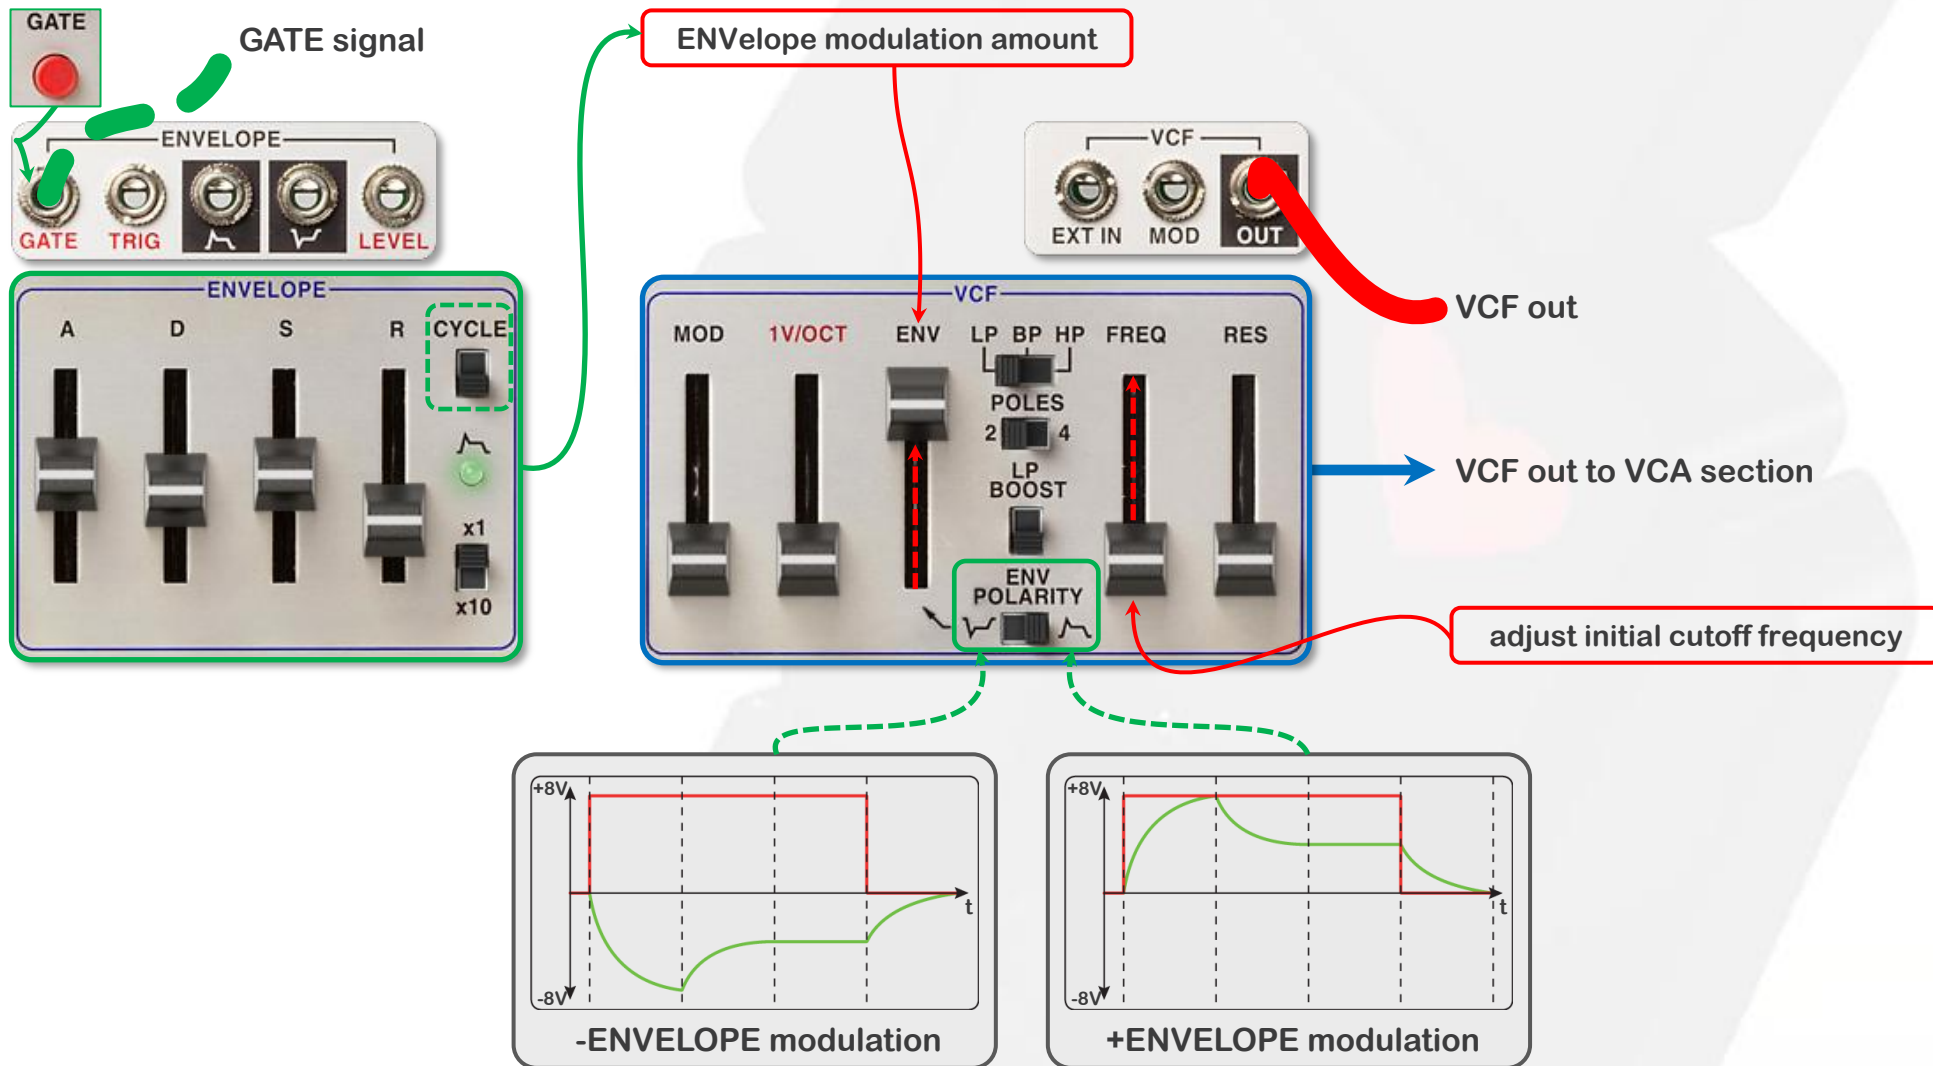 GATE
GATE signal
ENVelope modulation amount
ENVELOPE
GATE TRIG LEVEL
VCF
EXT IN MOD OUT
ENVELOPE
A D S R CYCLE
x1
x10
VCF
MOD 1V/OCT ENV LP BP HP FREQ RES
POLES
2 4
LP
BOOST
ENV
POLARITY
VCF out
VCF out to VCA section
adjust initial cutoff frequency
+8V
t
-8V
-ENVELOPE modulation
+8V
t
-8V
+ENVELOPE modulation